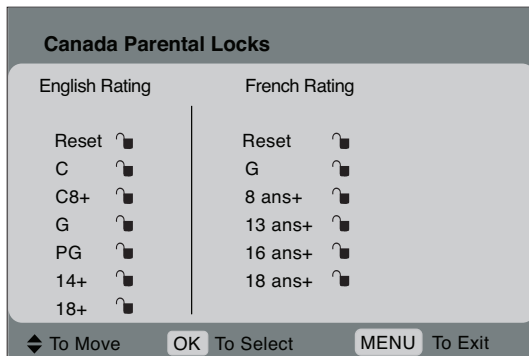 Canada Parental Locks
English Rating
Reset
C
C8+
G
PG
14+
18+
French Rating
Reset
G
8 ans+
13 ans+
16 ans+
18 ans+
To Move OK To Select MENU To Exit